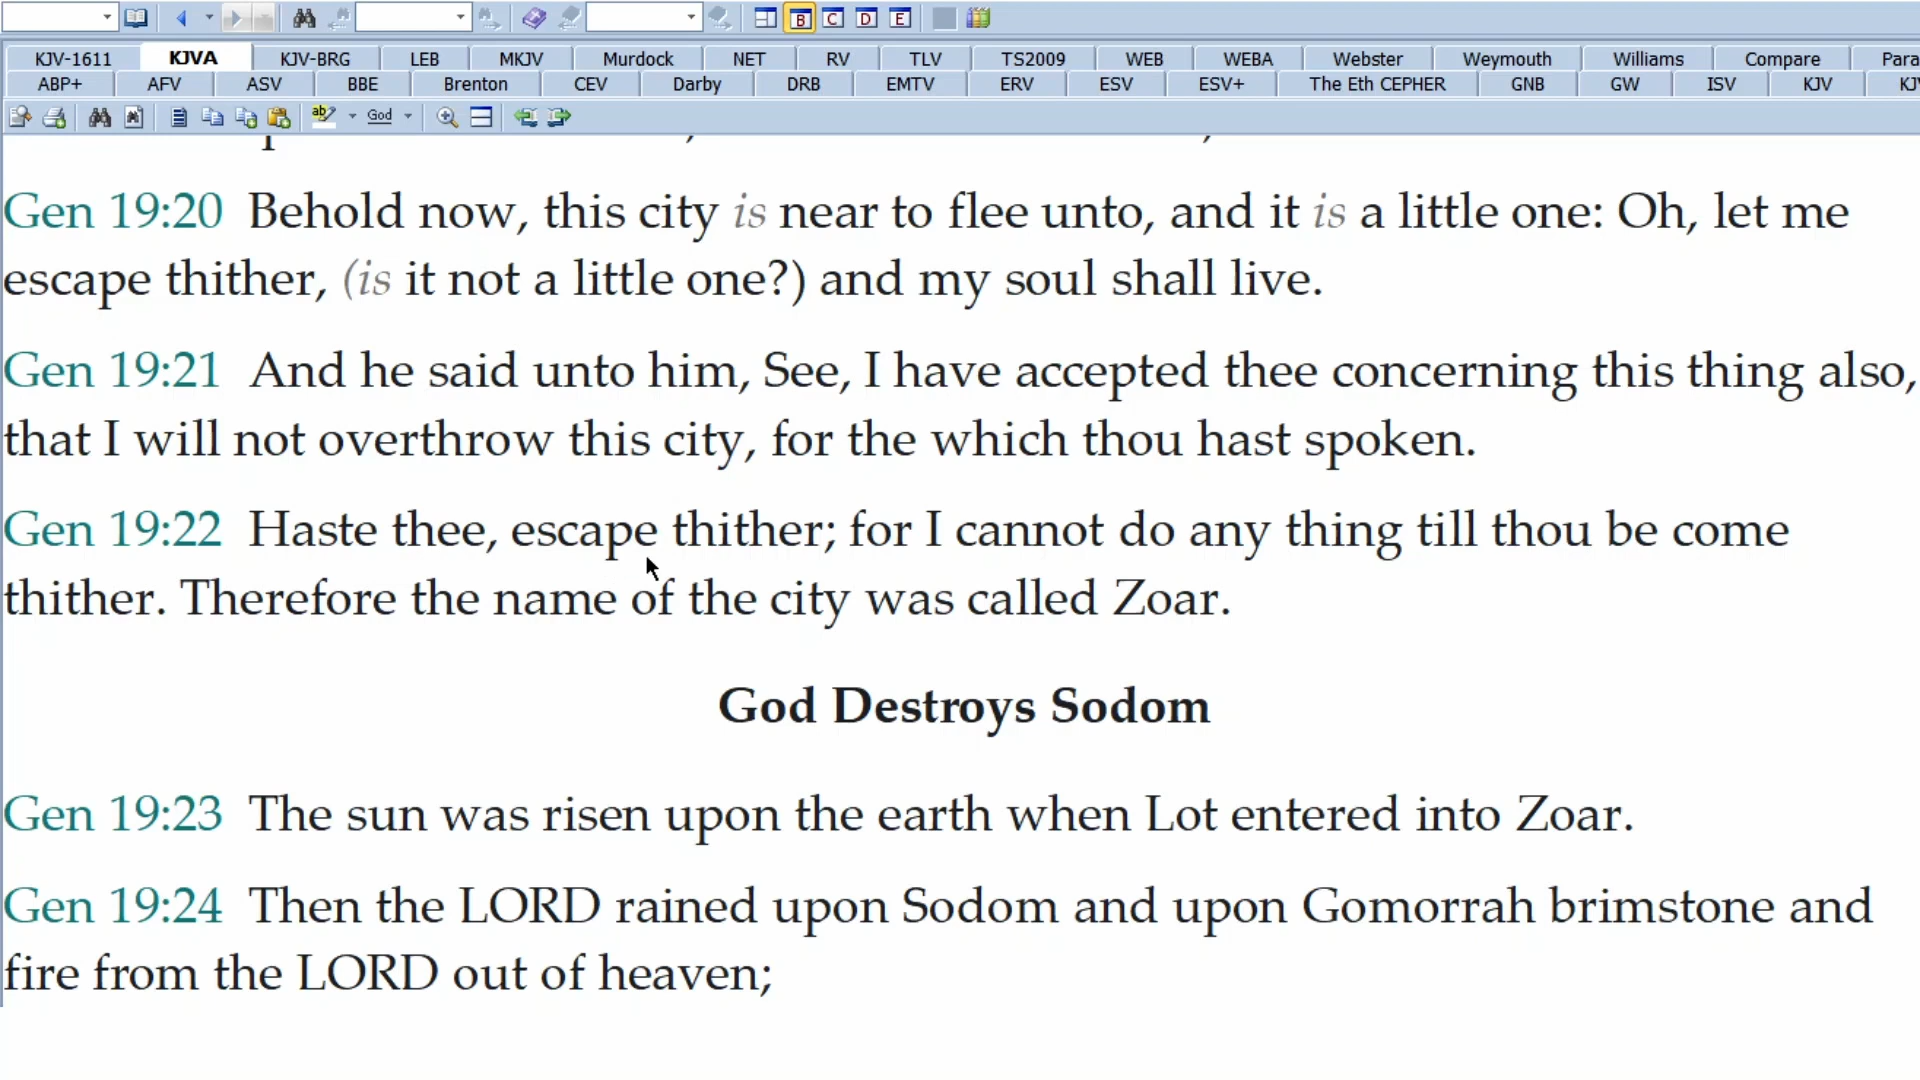 B C D E
KJV-1611 KJVA KJV-BRG LEB MKJV Murdock NET RV TLV TS2009 WEB WEBA Webster Weymouth Williams Compare Para
ABP+ AFV ASV BBE Brenton CEV Darby DRB EMTV ERV ESV ESV+ The Eth CEPHER GNB GW ISV KJV KJV
ab God
Gen 19:20 Behold now, this city is near to flee unto, and it is a little one: Oh, let me
escape thither, (is it not a little one?) and my soul shall live.
Gen 19:21 And he said unto him, See, I have accepted thee concerning this thing also,
that I will not overthrow this city, for the which thou hast spoken.
Gen 19:22 Haste thee, escape thither; for I cannot do any thing till thou be come
thither. Therefore the name of the city was called Zoar.
God Destroys Sodom
Gen 19:23 The sun was risen upon the earth when Lot entered into Zoar.
Gen 19:24 Then the LORD rained upon Sodom and upon Gomorrah brimstone and
fire from the LORD out of heaven;